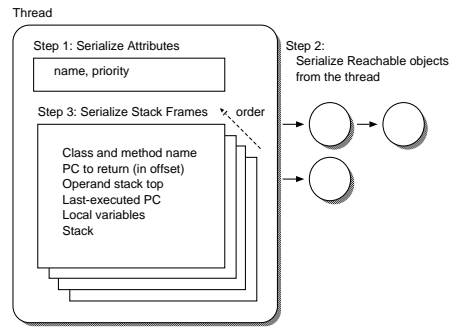 Thread
Step 1: Serialize Attributes
name, priority
Step 2:
Serialize Reachable objects
from the thread
Step 3: Serialize Stack Frames
order
Class and method name
PC to return (in offset)
Operand stack top
Last-executed PC
Local variables
Stack